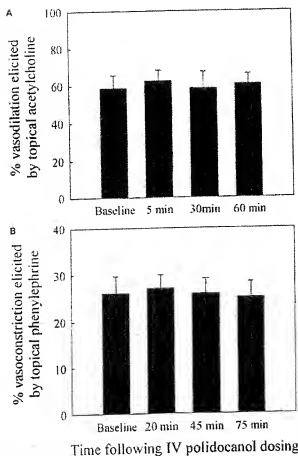 A
% vasodilation elicited
by topical acetylcholine
100
80
60
40
20
0
Baseline 5 min 30min 60 min
B
% vasoconstriction elicited
by topical phenylephrine
40
30
20
10
0
Baseline 20 min 45 min 75 min
Time following IV polidocanol dosing